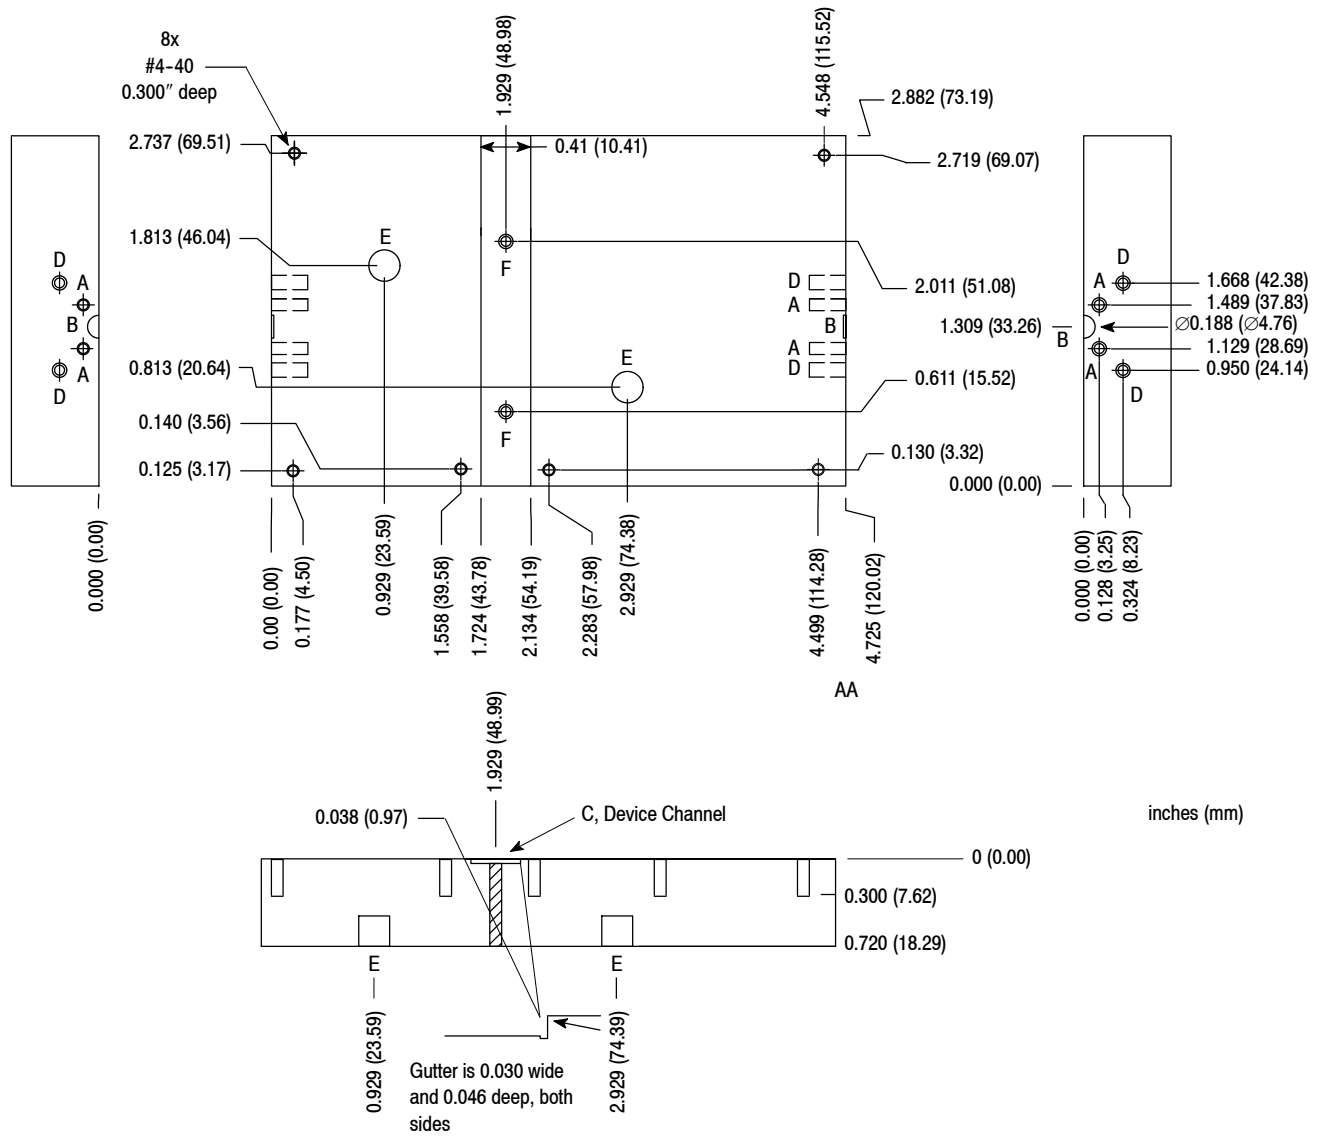 8x
#4-40
0.300″ deep
1.929 (48.98)
4.548 (115.52)
2.882 (73.19)
2.737 (69.51)
0.41 (10.41)
2.719 (69.07)
1.813 (46.04)
E
F
D
A
B
A
D
D
A
B
A
D
2.011 (51.08)
1.309 (33.26)
D
A
B
A
D
1.668 (42.38)
1.489 (37.83)
∅0.188 (∅4.76)
1.129 (28.69)
0.950 (24.14)
0.813 (20.64)
E
0.611 (15.52)
0.140 (3.56)
F
0.125 (3.17)
0.130 (3.32)
0.000 (0.00)
0.000 (0.00)
0.00 (0.00)
0.177 (4.50)
0.929 (23.59)
1.558 (39.58)
1.724 (43.78)
2.134 (54.19)
2.283 (57.98)
2.929 (74.38)
4.499 (114.28)
4.725 (120.02)
0.000 (0.00)
0.128 (3.25)
0.324 (8.23)
AA
1.929 (48.99)
0.038 (0.97)
C, Device Channel
inches (mm)
0 (0.00)
0.300 (7.62)
0.720 (18.29)
E
E
0.929 (23.59)
2.929 (74.39)
Gutter is 0.030 wide
and 0.046 deep, both
sides